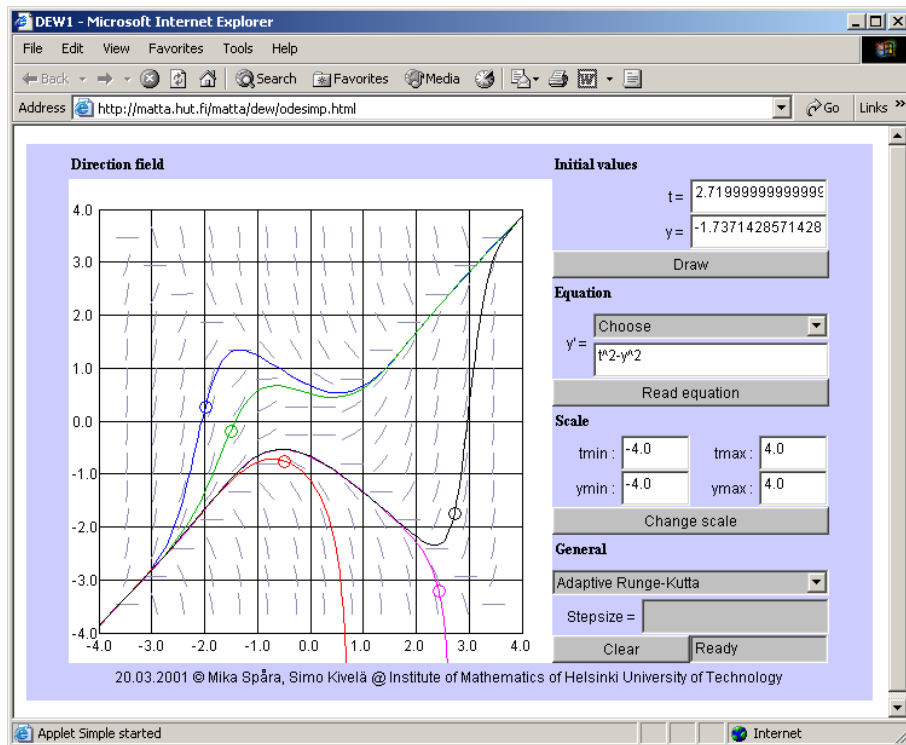 DEW1 - Microsoft Internet Explorer
File Edit View Favorites Tools Help
Back Search Favorites Media
Address http://matta.hut.fi/matta/dew/odesimp.html Go Links »
Direction field
4.0
3.0
2.0
1.0
0.0
-1.0
-2.0
-3.0
-4.0
-4.0 -3.0 -2.0 -1.0 0.0 1.0 2.0 3.0 4.0
Initial values
t= 2.71999999999999
y= -1.7371428571428
Draw
Equation
Choose
y'=
t^2-y^2
Read equation
Scale
tmin : -4.0 tmax : 4.0
ymin : -4.0 ymax : 4.0
Change scale
General
Adaptive Runge-Kutta
Stepsize =
Clear Ready
20.03.2001 © Mika Spåra, Simo Kivelä @ Institute of Mathematics of Helsinki University of Technology
Applet Simple started Internet